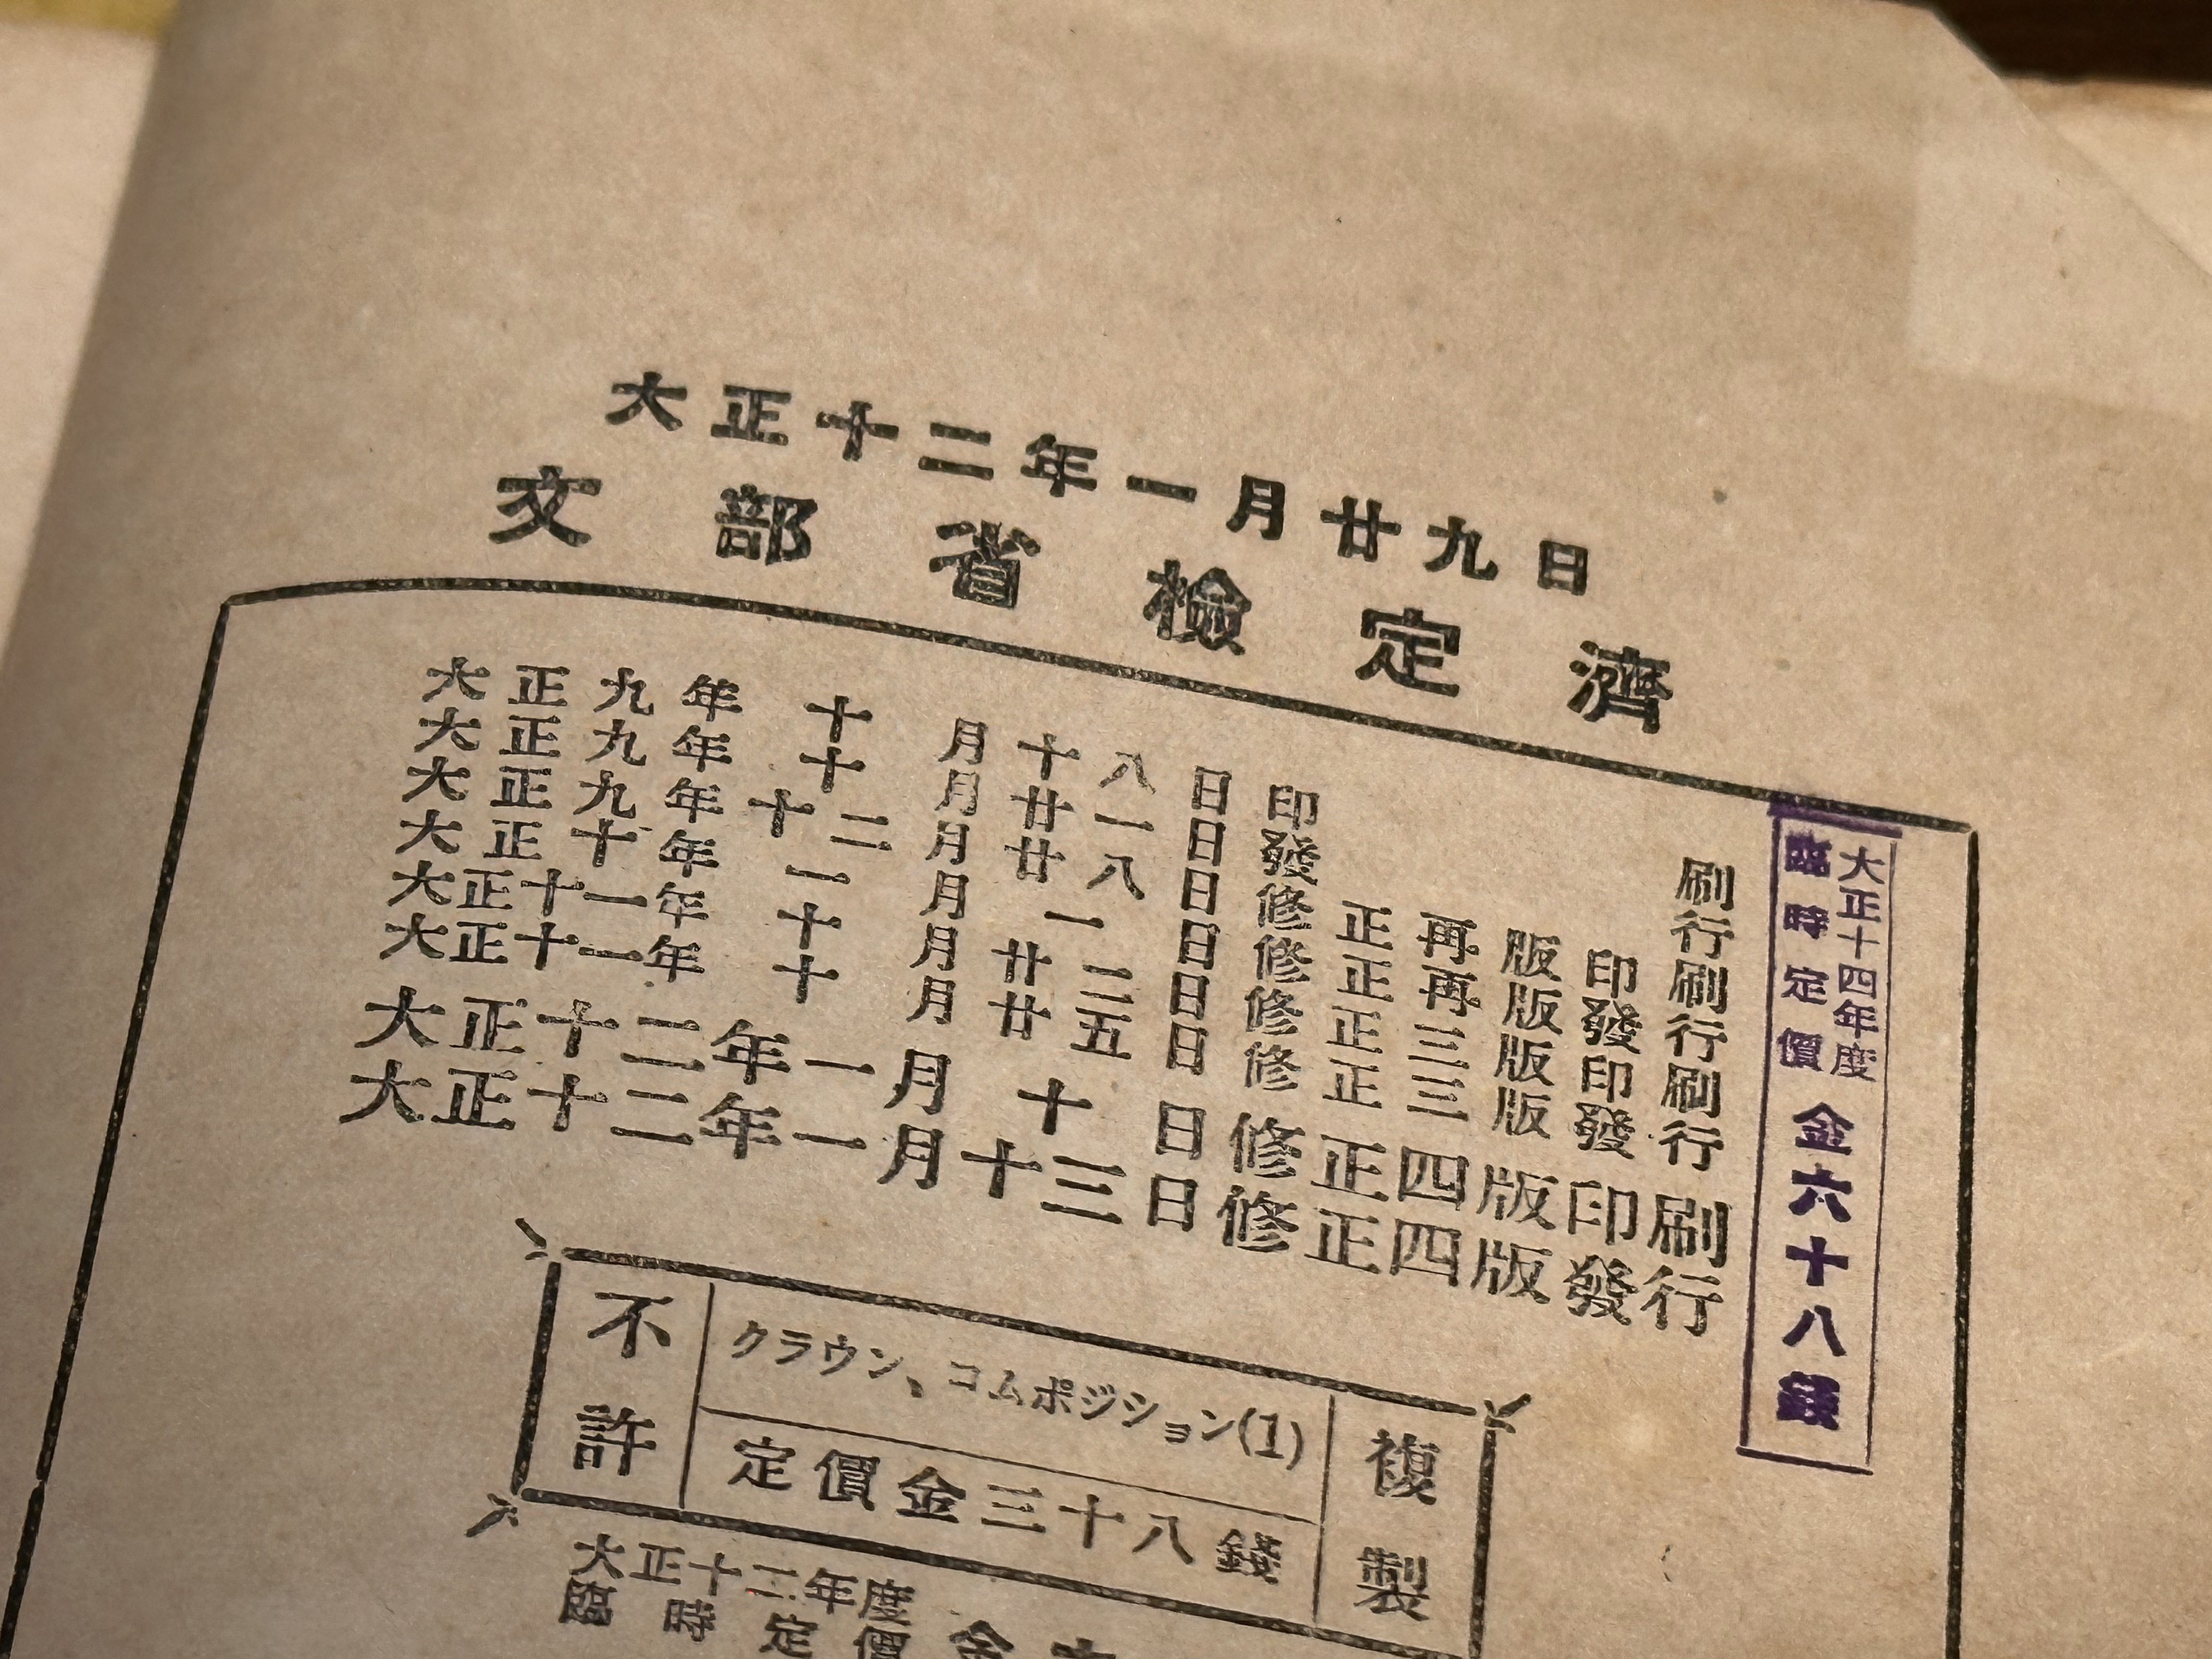 大正十二年一月廿九日
文部省檢定濟
大正九年十月十八日印刷
大正九年十月廿一日發行
大正九年十二月廿八日修正再版印刷
大正十年一月一日修正再版發行
大正十一年十月廿二日修正三版印刷
大正十一年十月廿五日修正三版發行
大正十二年一月十日修正四版印刷
大正十二年一月十三日修正四版發行
大正十四年度
臨時定價
金六十八錢
不許
複製
クラウン、コムポジション(1)
定價金三十八錢
大正十二年度
臨時定價
金六